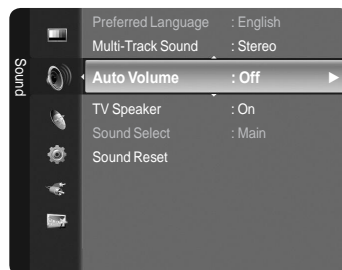 Sound
Preferred Language : English
Multi-Track Sound : Stereo
Auto Volume : Off ►
TV Speaker : On
Sound Select : Main
Sound Reset